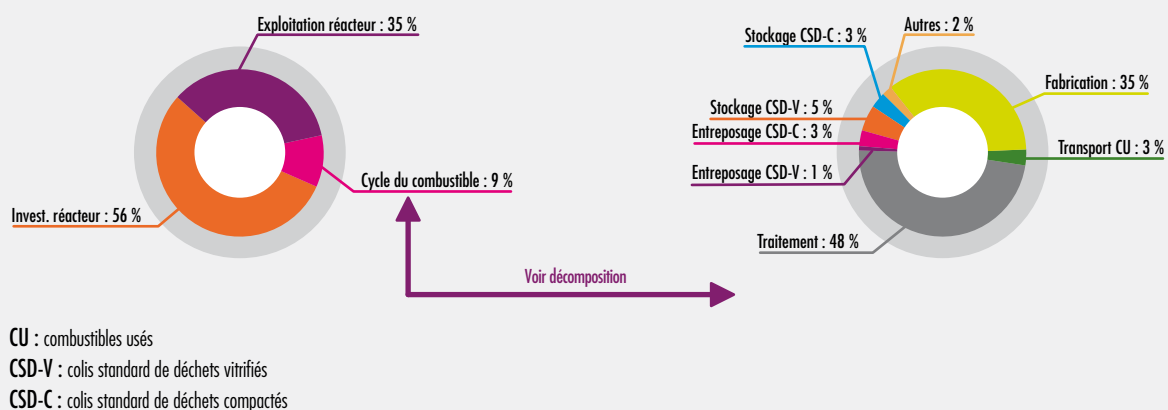 Exploitation réacteur : 35 %
Cycle du combustible : 9 %
Invest. réacteur : 56 %
Autres : 2 %
Stockage CSD-C : 3 %
Fabrication : 35 %
Stockage CSD-V : 5 %
Entreposage CSD-C : 3 %
Transport CU : 3 %
Entreposage CSD-V : 1 %
Traitement : 48 %
Voir décomposition
CU : combustibles usés
CSD-V : colis standard de déchets vitrifiés
CSD-C : colis standard de déchets compactés